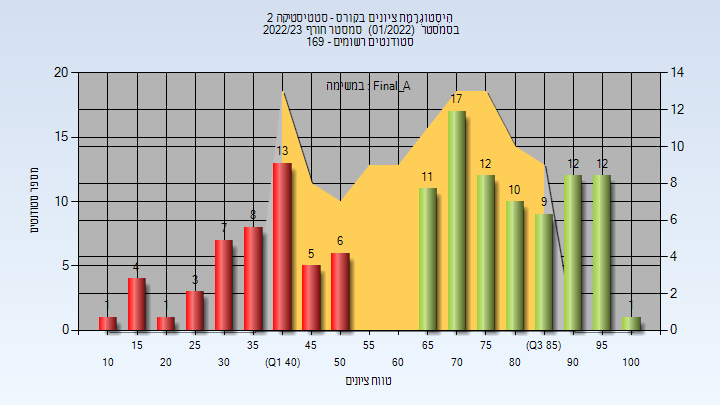 הִיסְטוֹגְרָמַת ציונים בקורס - סטטיסטיקה 2
בסמסטר (01/2022) סמסטר חורף 2022/23
סטודנטים רשומים - 169
במשימה : Final_A
20 15 10 5 0
14 12 10 8 6 4 2 0
מספר סטודנטים
1 4 1 3 7 8 13 5 6 11 17 12 10 9 12 12 1
15 25 35 45 55 65 75 (Q3 85) 95
10 20 30 (Q1 40) 50 60 70 80 90 100
טווח ציונים